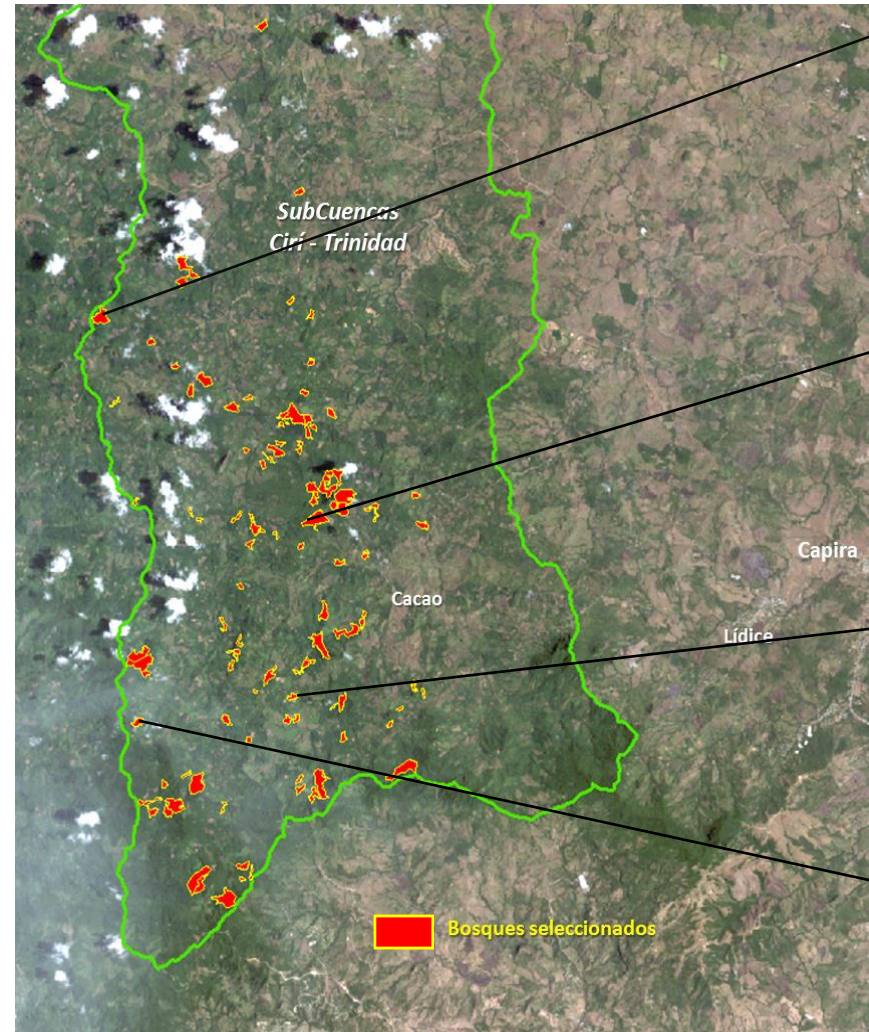 SubCuencas
Cirí - Trinidad
Capira
Cacao
Lídice
Bosques seleccionados